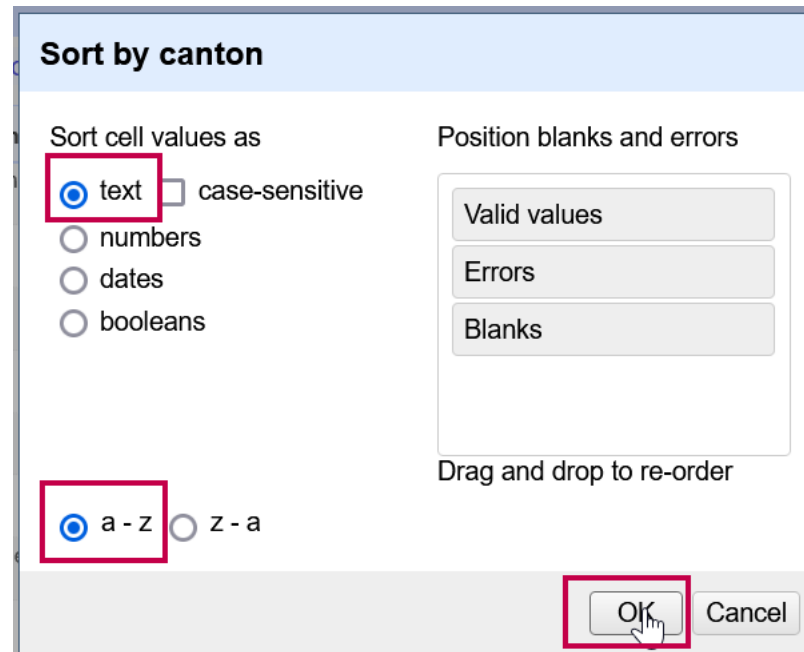 Sort by canton
Sort cell values as
text case-sensitive
numbers
dates
booleans
Position blanks and errors
Valid values
Errors
Blanks
Drag and drop to re-order
a - z z - a
OK Cancel